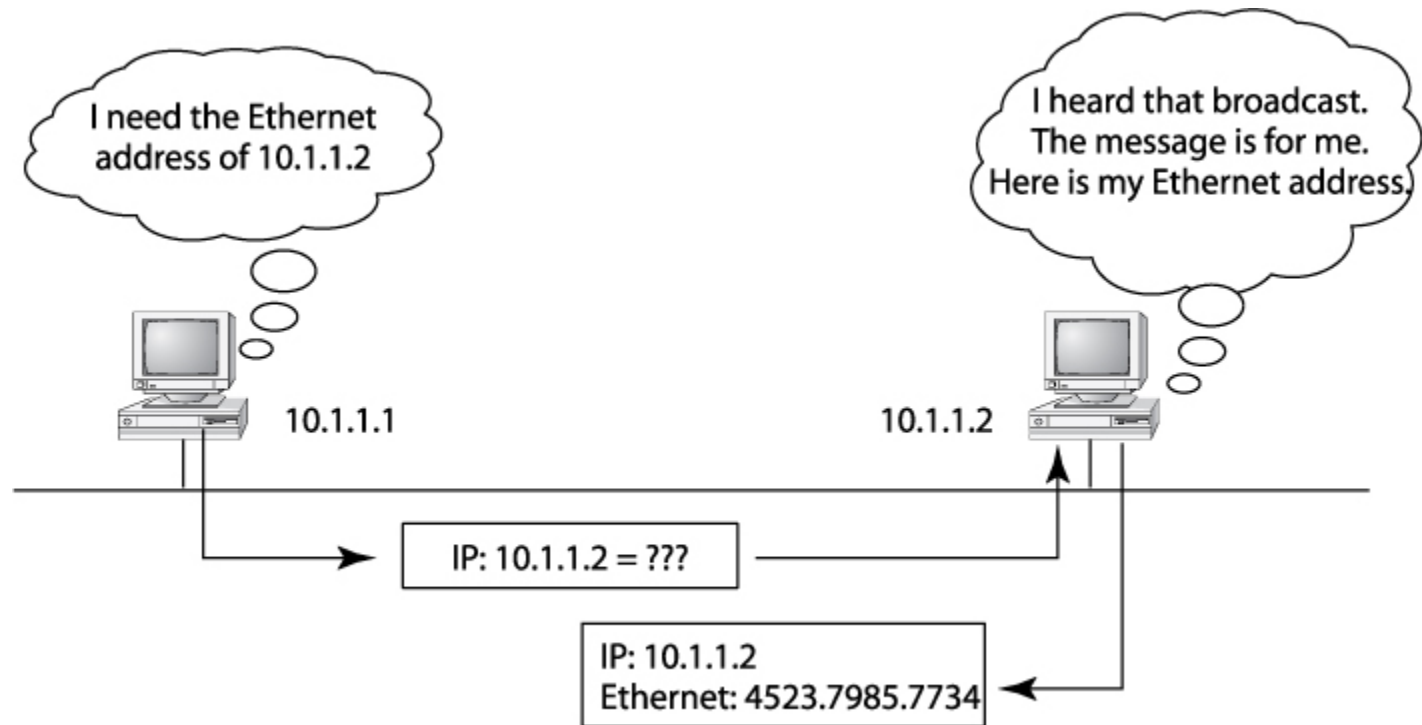 I need the Ethernet
address of 10.1.1.2
I heard that broadcast.
The message is for me.
Here is my Ethernet address.
10.1.1.1
10.1.1.2
IP: 10.1.1.2 = ???
IP: 10.1.1.2
Ethernet: 4523.7985.7734